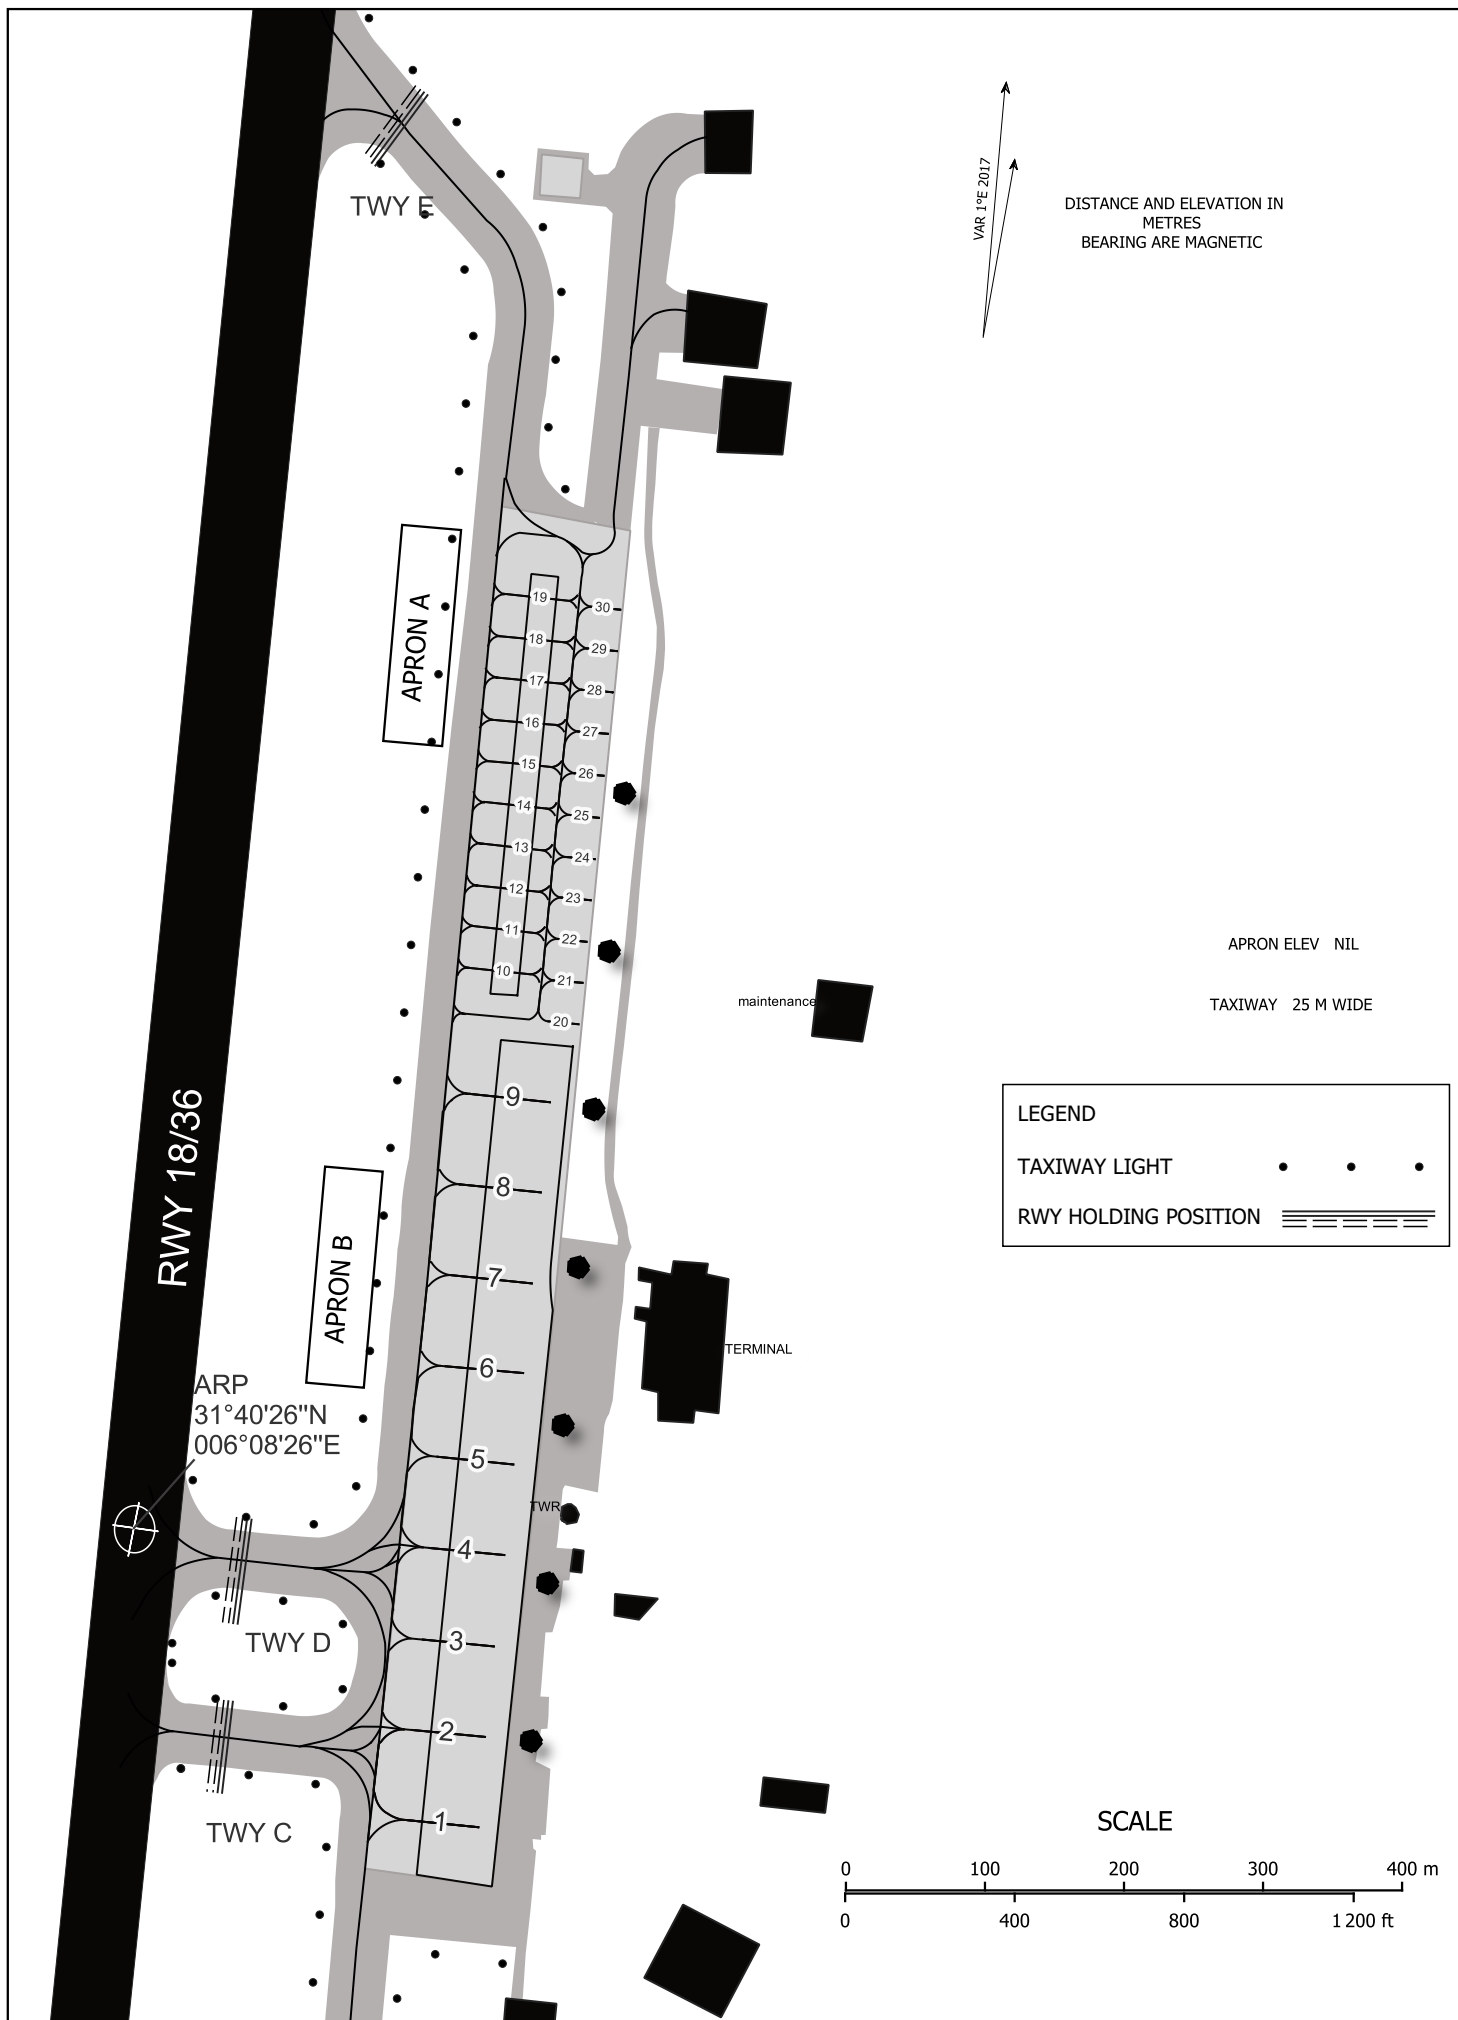 TWY E
VAR 1°E 2017
DISTANCE AND ELEVATION IN
METRES
BEARING ARE MAGNETIC
APRON A
19
30
18
29
17
28
16
27
15
26
14
25
13
24
12
23
11
22
10
21
20
APRON ELEV NIL
maintenance
TAXIWAY 25 M WIDE
9
RWY 18/36
LEGEND
TAXIWAY LIGHT
RWY HOLDING POSITION
8
APRON B
7
TERMINAL
6
ARP
31°40'26"N
006°08'26"E
5
TWR
4
TWY D
3
2
TWY C
1
SCALE
0 100 200 300 400 m
0 400 800 1200 ft